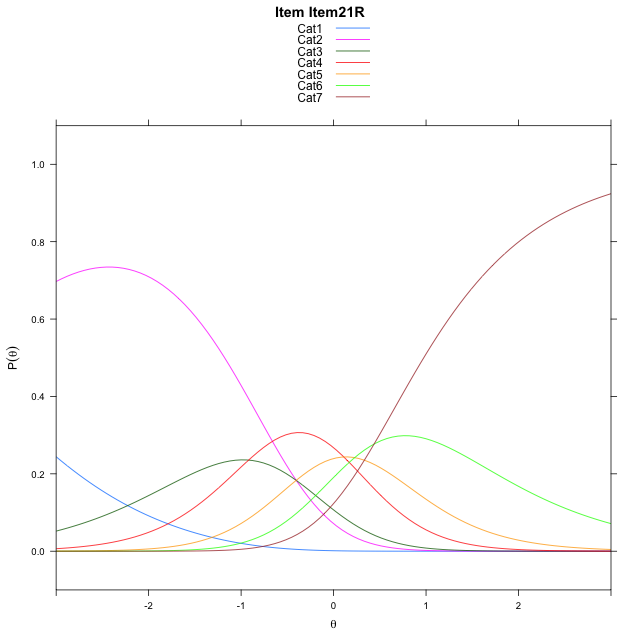 Item Item21R
Cat1
Cat2
Cat3
Cat4
Cat5
Cat6
Cat7
1.0
0.8
0.6
0.4
0.2
0.0
P(θ)
-2
-1
0
1
2
θ